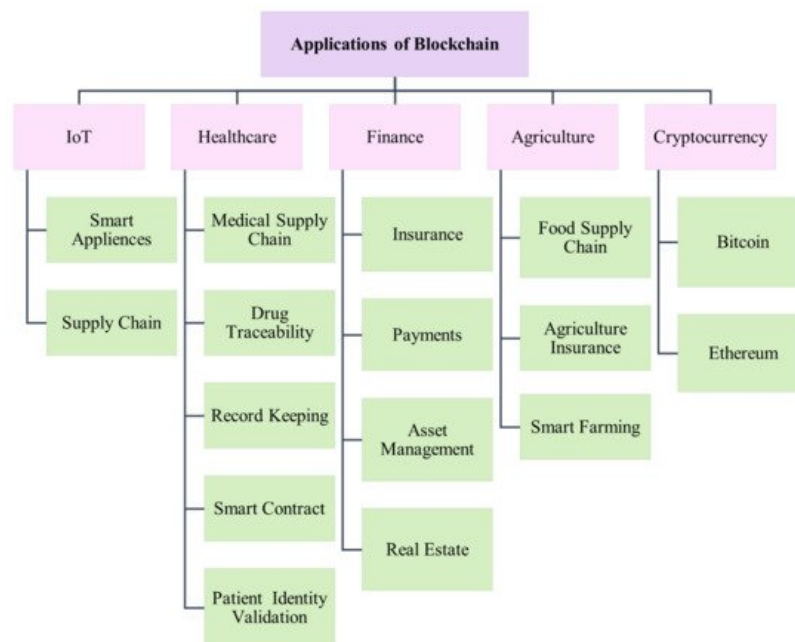 Applications of Blockchain
IoT
Healthcare
Finance
Agriculture
Cryptocurrency
Smart
Appliences
Supply Chain
Medical Supply
Chain
Drug
Traceability
Record Keeping
Smart Contract
Patient Identity
Validation
Insurance
Payments
Asset
Management
Real Estate
Food Supply
Chain
Agriculture
Insurance
Smart Farming
Bitcoin
Ethereum